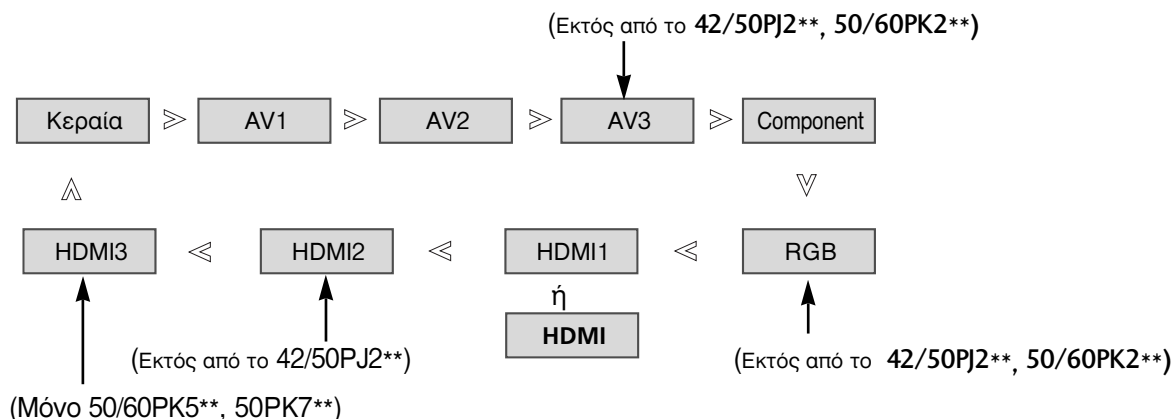 (Εκτός από το 42/50PJ2**, 50/60PK2**)
Κεραία AV1 AV2 AV3 Component
HDMI3 HDMI2 HDMI1 RGB
ή
HDMI
(Εκτός από το 42/50PJ2**) (Εκτός από το 42/50PJ2**, 50/60PK2**)
(Μόνο 50/60PK5**, 50PK7**)